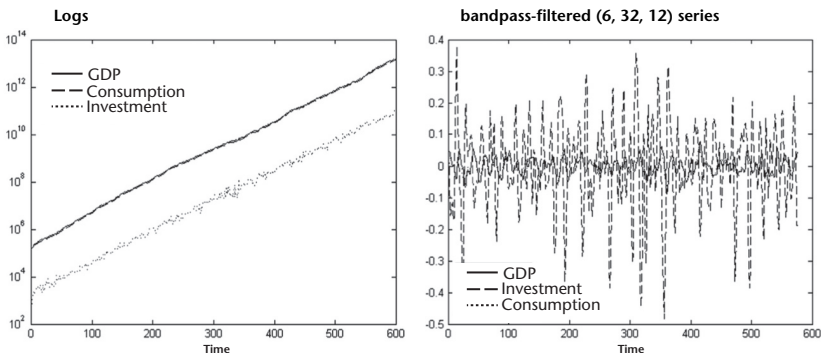 Logs
10^14
10^12
10^10
10^8
10^6
10^4
10^2
GDP
Consumption
Investment
0 100 200 300 400 500 600
Time
bandpass-filtered (6, 32, 12) series
0.4
0.3
0.2
0.1
0
-0.1
-0.2
-0.3
-0.4
-0.5
GDP
Investment
Consumption
0 100 200 300 400 500 600
Time